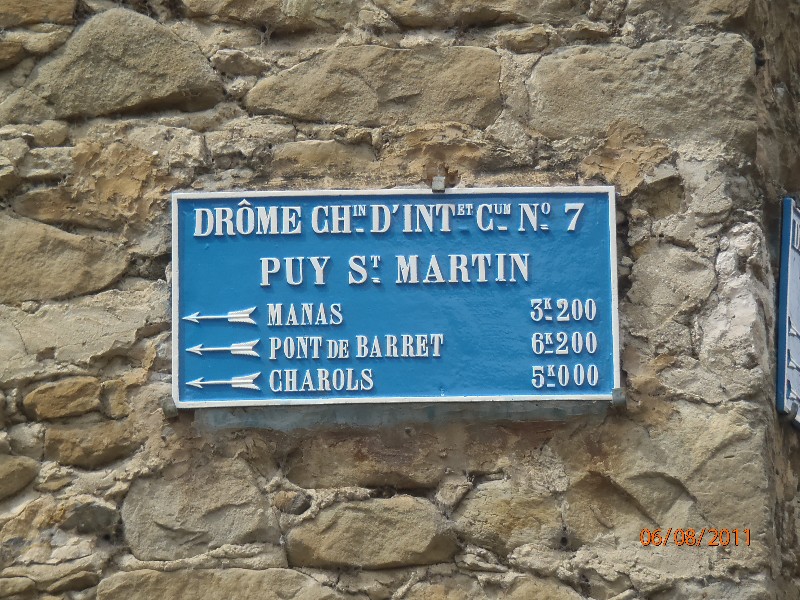 DRÔME CHIN D'INTET CUM NO 7
PUY ST MARTIN
MANAS 3K200
PONT DE BARRET 6K200
CHAROLS 5K000
06/08/2011